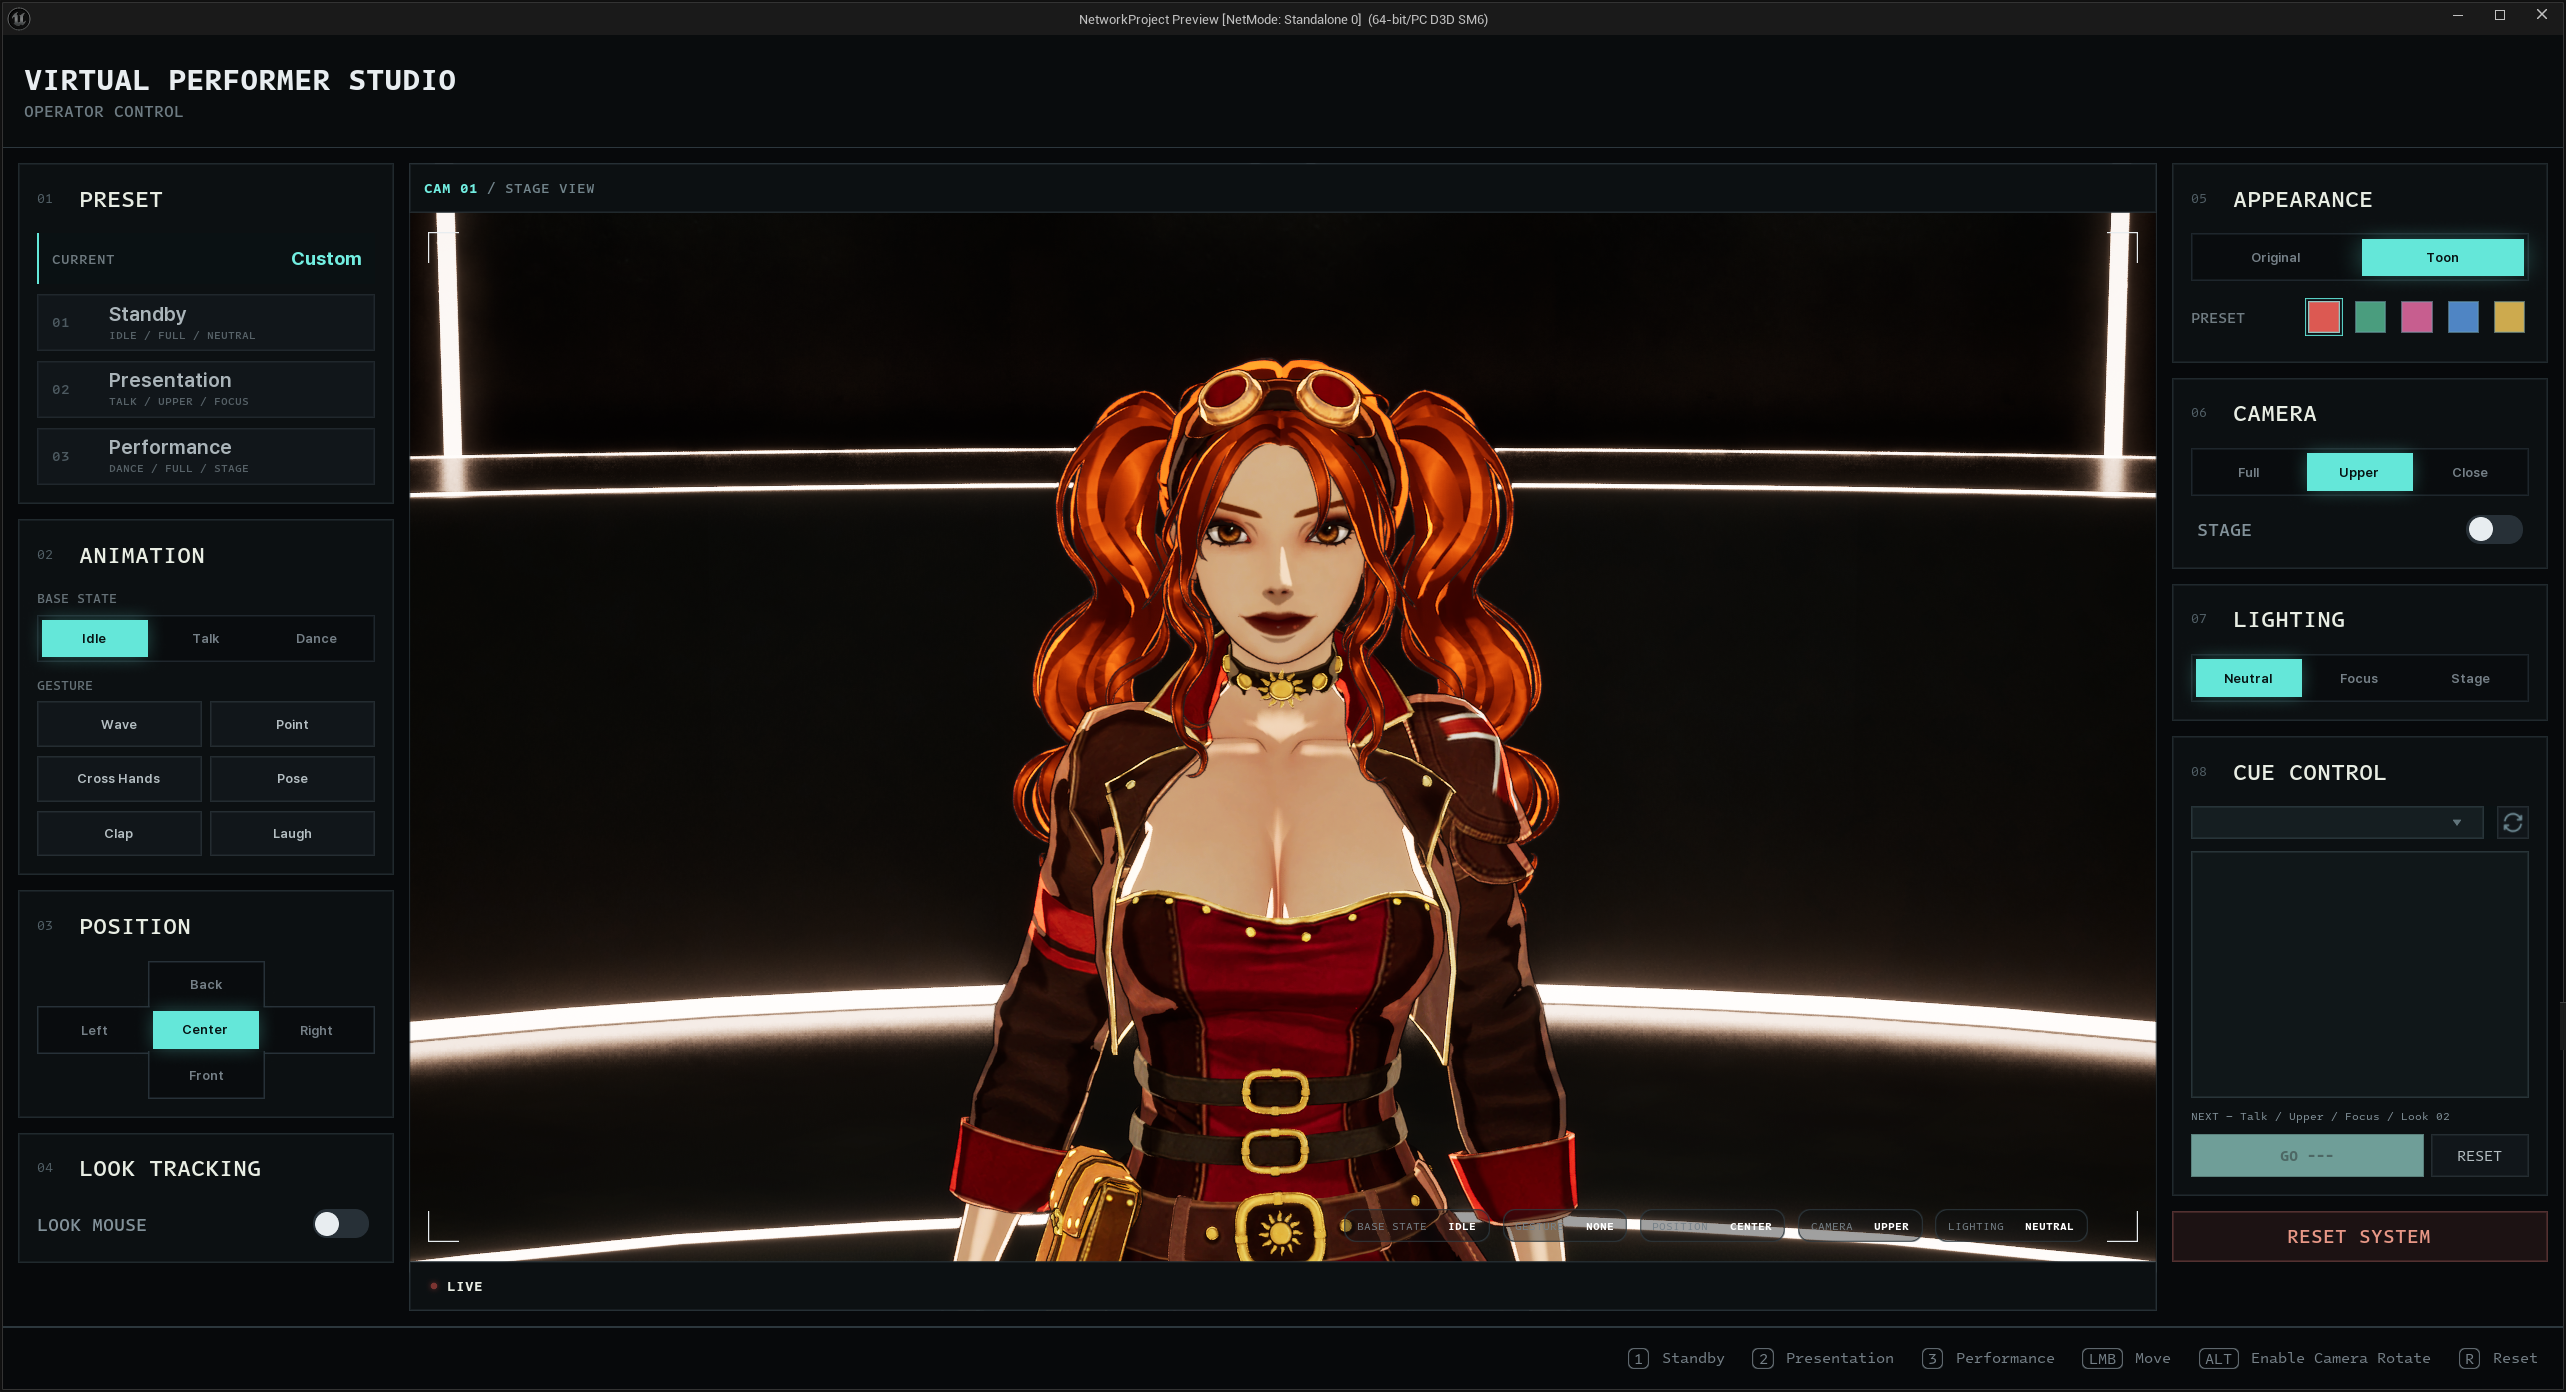 NetworkProject Preview [NetMode: Standalone 0] (64-bit/PC D3D SM6)
VIRTUAL PERFORMER STUDIO
OPERATOR CONTROL
01 PRESET
CURRENT Custom
01 Standby
IDLE / FULL / NEUTRAL
02 Presentation
TALK / UPPER / FOCUS
03 Performance
DANCE / FULL / STAGE
02 ANIMATION
BASE STATE
Idle Talk Dance
GESTURE
Wave Point
Cross Hands Pose
Clap Laugh
03 POSITION
Back
Left Center Right
Front
04 LOOK TRACKING
LOOK MOUSE
CAM 01 / STAGE VIEW
BASE STATE IDLE NONE POSITION CENTER CAMERA UPPER LIGHTING NEUTRAL
LIVE
05 APPEARANCE
Original Toon
PRESET
06 CAMERA
Full Upper Close
STAGE
07 LIGHTING
Neutral Focus Stage
08 CUE CONTROL
NEXT - Talk / Upper / Focus / Look 02
GO --- RESET
RESET SYSTEM
1 Standby 2 Presentation 3 Performance LMB Move ALT Enable Camera Rotate R Reset